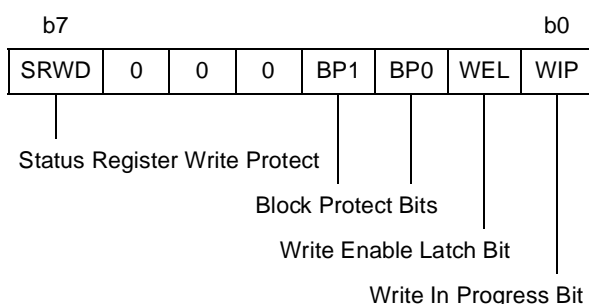 b7 b0
SRWD 0 0 0 BP1 BP0 WEL WIP
Status Register Write Protect
Block Protect Bits
Write Enable Latch Bit
Write In Progress Bit